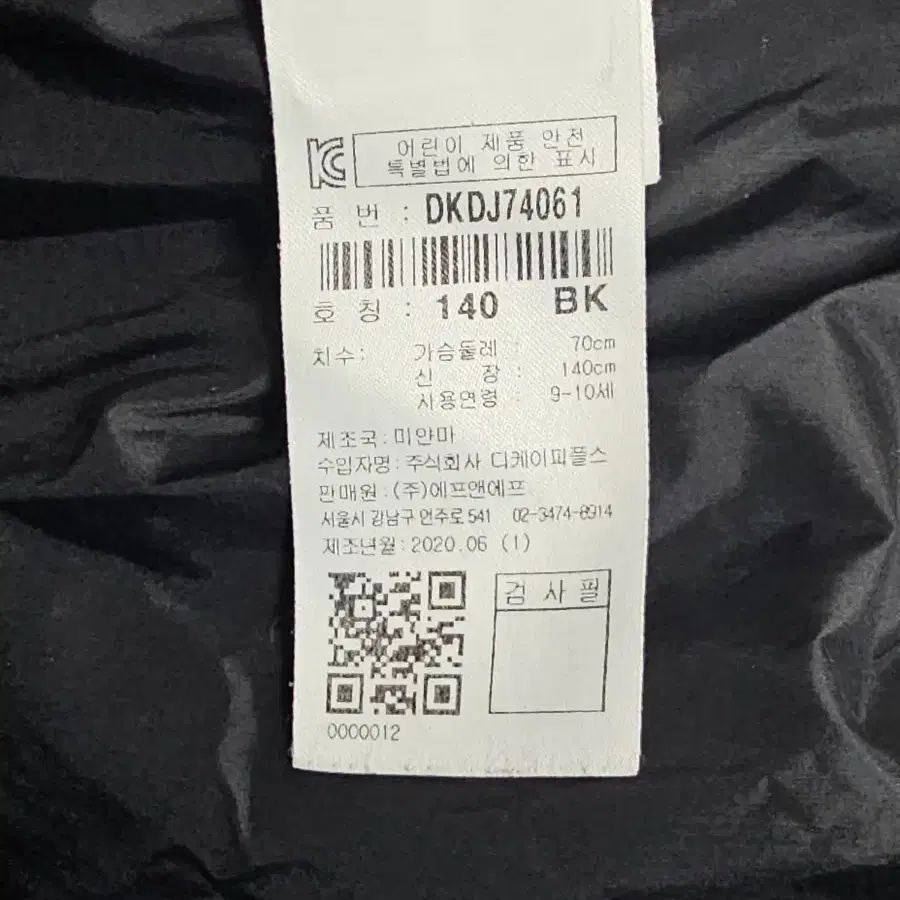 어린이 제품 안전
특별법에 의한 표시
품 번 : DKDJ74061
호 칭 : 140 BK
치수: 가슴둘레 : 70cm
신 장 : 140cm
사용연령 : 9-10세
제조국:미얀마
수입자명:주식회사 디케이피플스
판매원:(주)에프앤에프
서울시 강남구 언주로 541 02-3474-8914
제조년월:2020.06 (1)
검 사 필
0000012